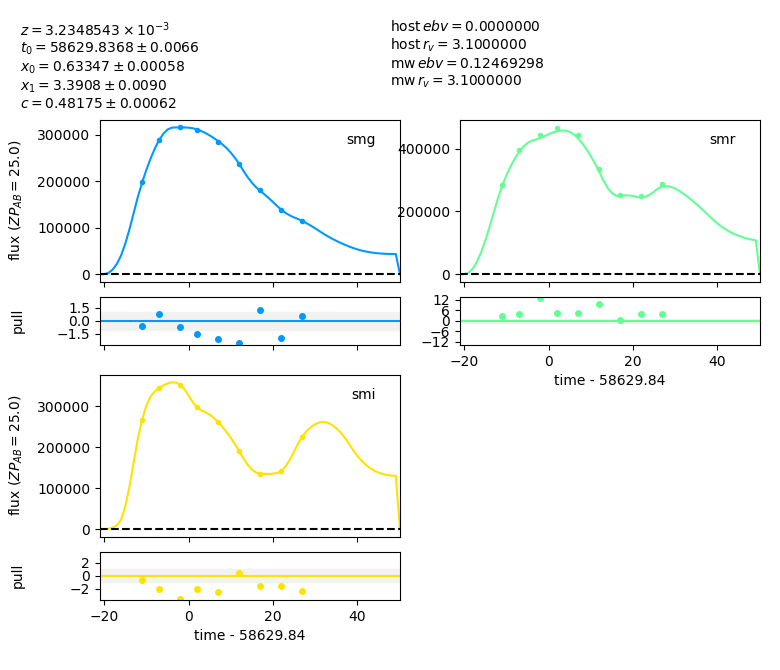 z = 3.2348543 × 10⁻³
t₀ = 58629.8368 ± 0.0066
x₀ = 0.63347 ± 0.00058
x₁ = 3.3908 ± 0.0090
c = 0.48175 ± 0.00062
host ebv = 0.0000000
host r_v = 3.1000000
mw ebv = 0.12469298
mw r_v = 3.1000000
smg
flux (ZP_AB = 25.0)
300000
200000
100000
0
pull
1.5
0.0
−1.5
smr
400000
200000
0
12
6
0
−6
−12
−20 0 20 40
time - 58629.84
smi
flux (ZP_AB = 25.0)
300000
200000
100000
0
pull
2
0
−2
−20 0 20 40
time - 58629.84